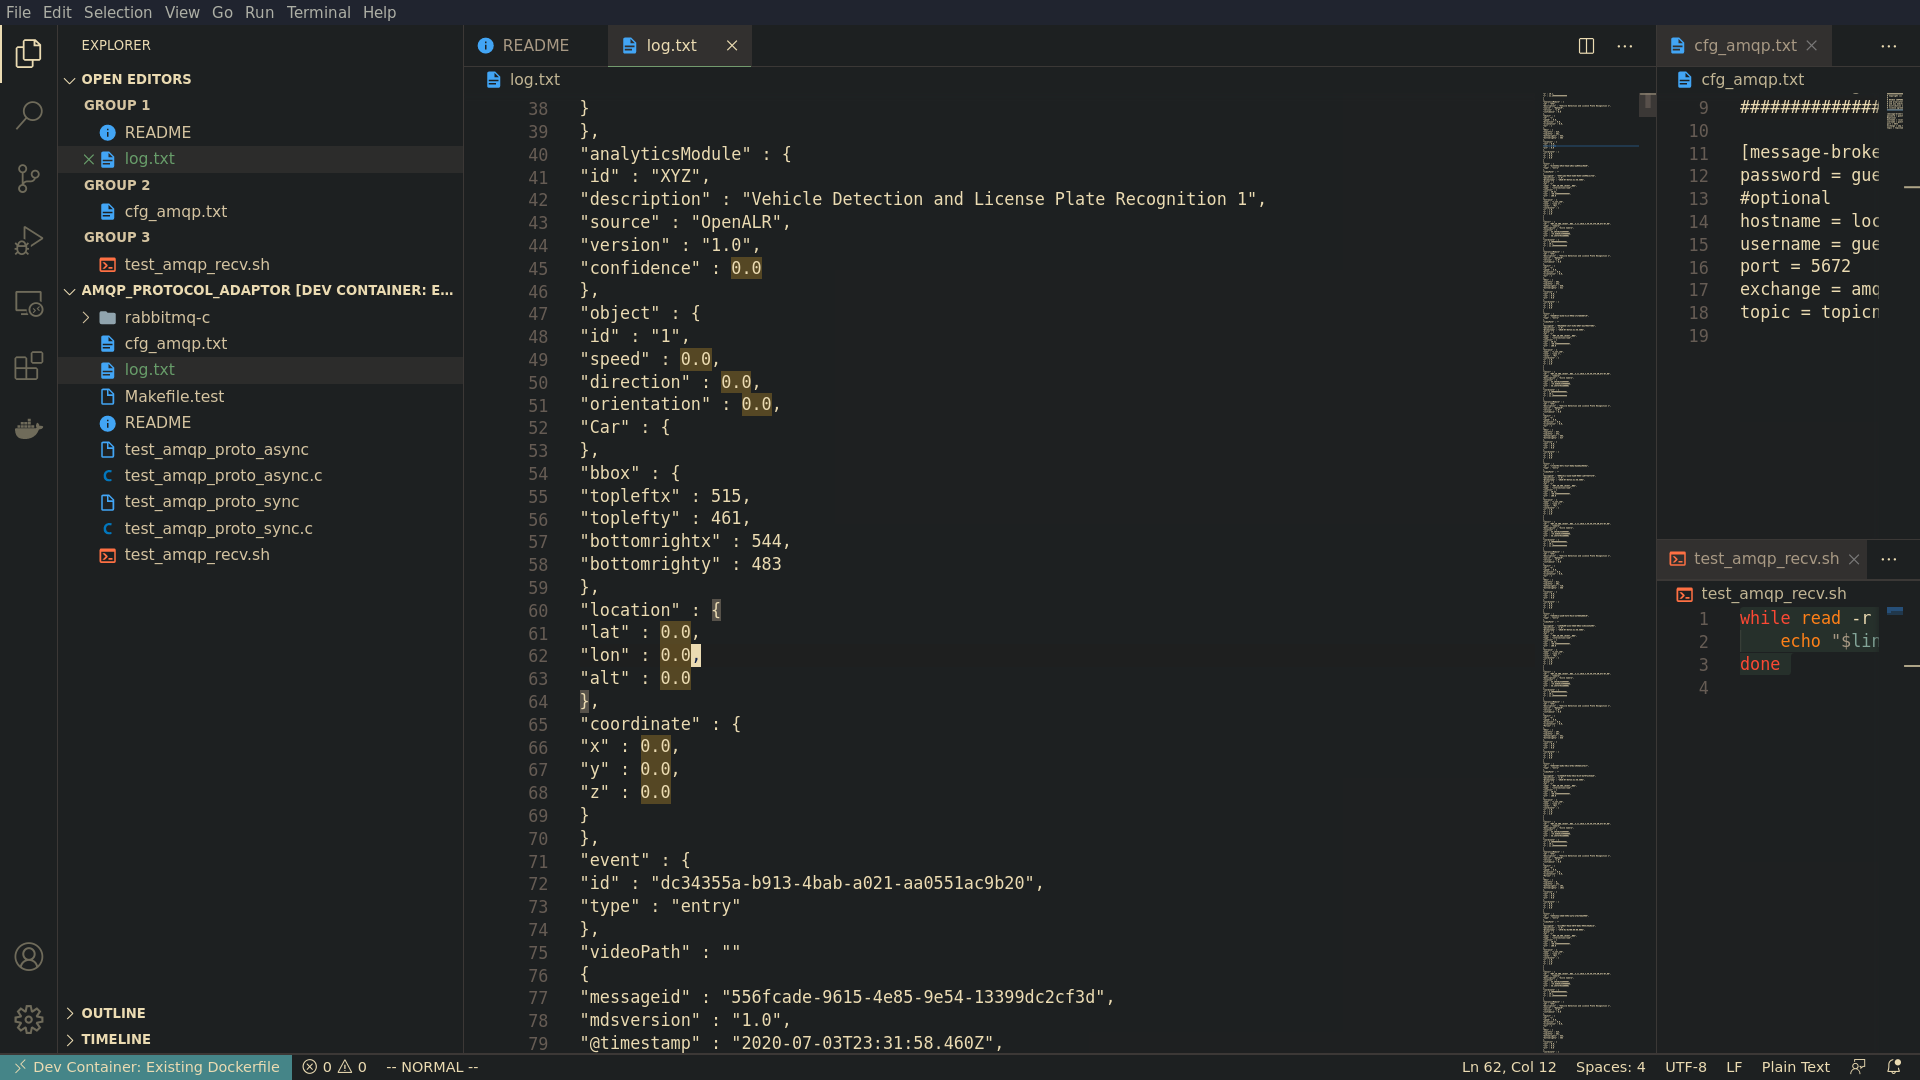 File Edit Selection View Go Run Terminal Help
EXPLORER
OPEN EDITORS
GROUP 1
README
log.txt
GROUP 2
cfg_amqp.txt
GROUP 3
test_amqp_recv.sh
AMQP_PROTOCOL_ADAPTOR [DEV CONTAINER: E...
rabbitmq-c
cfg_amqp.txt
log.txt
Makefile.test
README
test_amqp_proto_async
test_amqp_proto_async.c
test_amqp_proto_sync
test_amqp_proto_sync.c
test_amqp_recv.sh
OUTLINE
TIMELINE
README
log.txt
log.txt
38 }
39 },
40 "analyticsModule" : {
41 "id" : "XYZ",
42 "description" : "Vehicle Detection and License Plate Recognition 1",
43 "source" : "OpenALR",
44 "version" : "1.0",
45 "confidence" : 0.0
46 },
47 "object" : {
48 "id" : "1",
49 "speed" : 0.0,
50 "direction" : 0.0,
51 "orientation" : 0.0,
52 "Car" : {
53 },
54 "bbox" : {
55 "topleftx" : 515,
56 "toplefty" : 461,
57 "bottomrightx" : 544,
58 "bottomrighty" : 483
59 },
60 "location" : {
61 "lat" : 0.0,
62 "lon" : 0.0,
63 "alt" : 0.0
64 },
65 "coordinate" : {
66 "x" : 0.0,
67 "y" : 0.0,
68 "z" : 0.0
69 }
70 },
71 "event" : {
72 "id" : "dc34355a-b913-4bab-a021-aa0551ac9b20",
73 "type" : "entry"
74 },
75 "videoPath" : ""
76 {
77 "messageid" : "556fcade-9615-4e85-9e54-13399dc2cf3d",
78 "mdsversion" : "1.0",
79 "@timestamp" : "2020-07-03T23:31:58.460Z",
cfg_amqp.txt
cfg_amqp.txt
9 ##############
10
11 [message-broke
12 password = gue
13 #optional
14 hostname = loc
15 username = gue
16 port = 5672
17 exchange = amq
18 topic = topicn
19
test_amqp_recv.sh
test_amqp_recv.sh
1 while read -r
2 echo "$lin
3 done
4
Dev Container: Existing Dockerfile 0 0 -- NORMAL -- Ln 62, Col 12 Spaces: 4 UTF-8 LF Plain Text